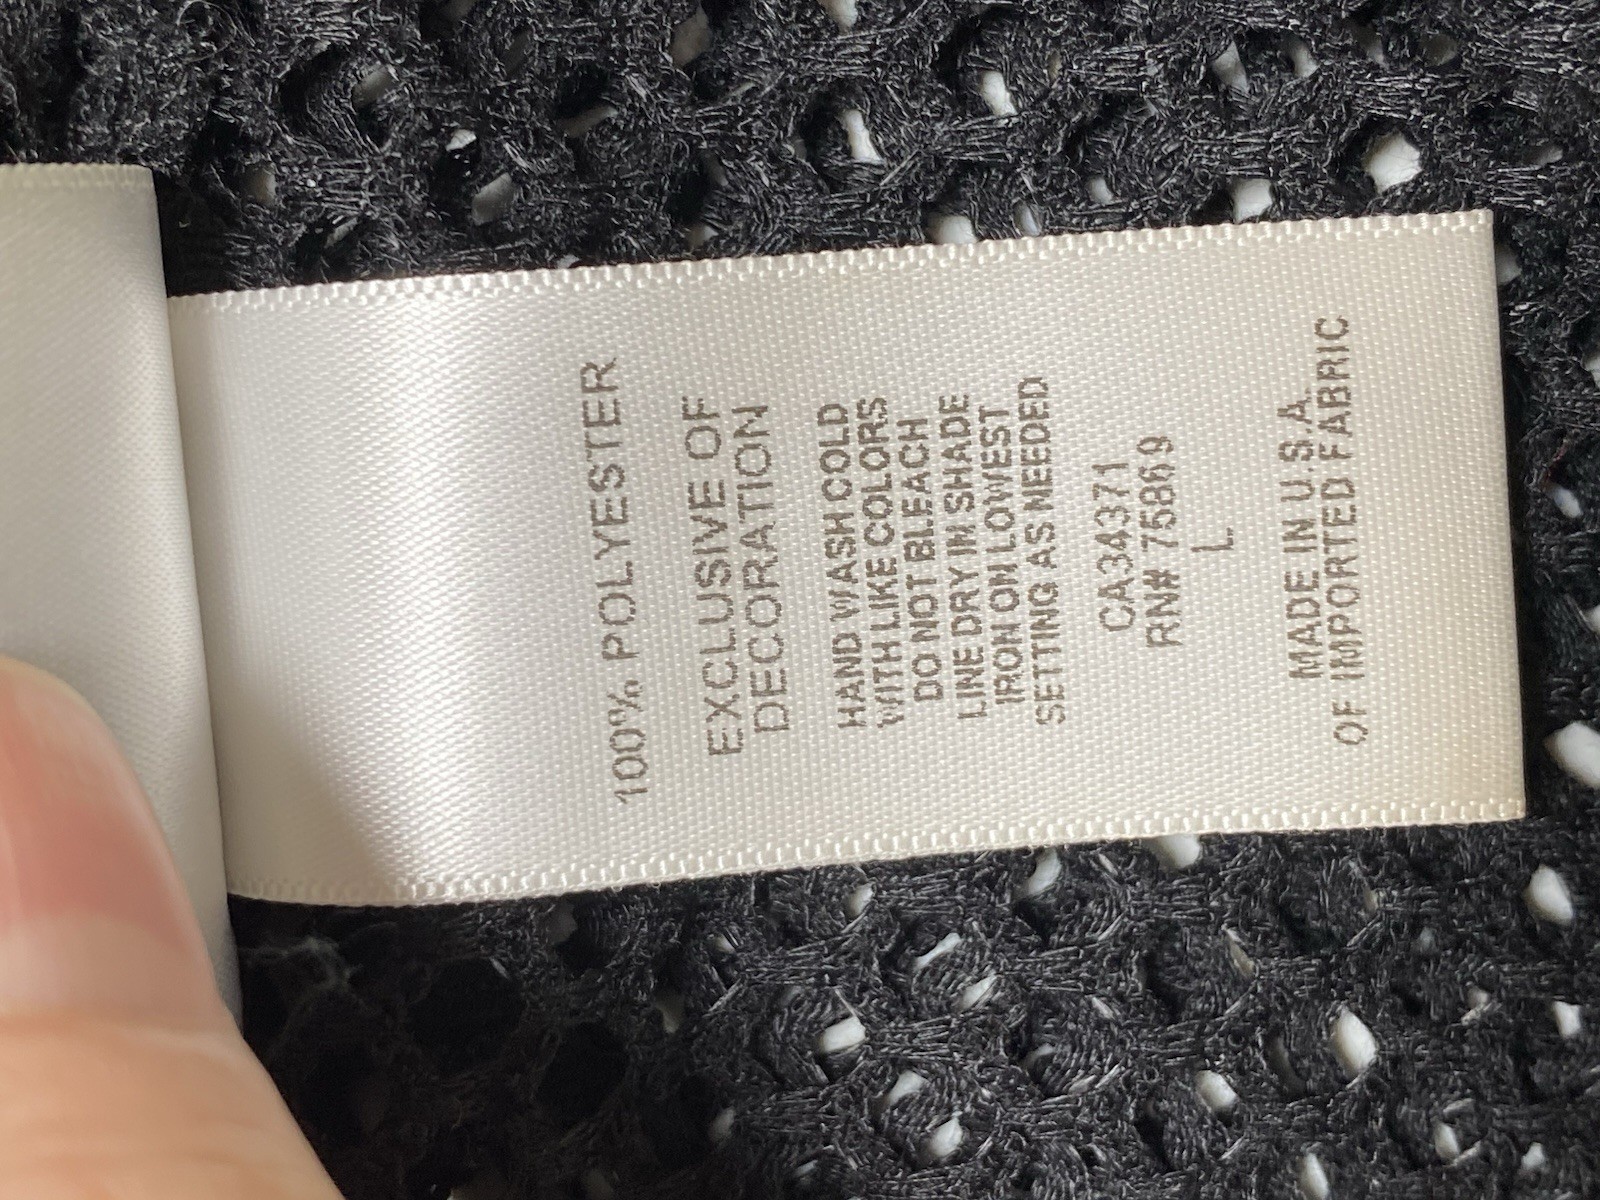 100% POLYESTER
EXCLUSIVE OF
DECORATION
HAND WASH COLD
WITH LIKE COLORS
DO NOT BLEACH
LINE DRY IN SHADE
IRON ON LOWEST
SETTING AS NEEDED
CA34371
RN# 75869
L
MADE IN U.S.A.
OF IMPORTED FABRIC